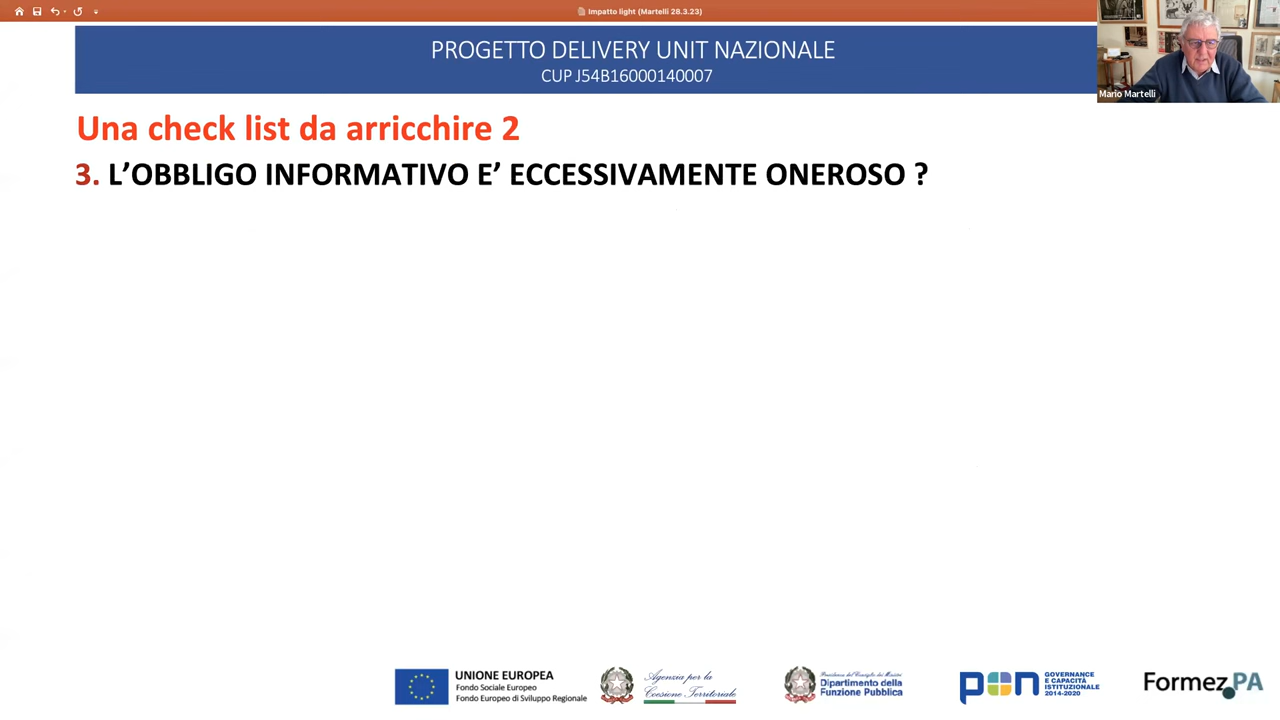 Impatto light (Martelli 28.3.23)
PROGETTO DELIVERY UNIT NAZIONALE
CUP J54B16000140007
Mario Martelli
Una check list da arricchire 2
3. L’OBBLIGO INFORMATIVO E’ ECCESSIVAMENTE ONEROSO ?
UNIONE EUROPEA
Fondo Sociale Europeo
Fondo Europeo di Sviluppo Regionale
Agenzia per la
Coesione Territoriale
Presidenza del Consiglio dei Ministri
Dipartimento della
Funzione Pubblica
pon
GOVERNANCE
E CAPACITÀ
ISTITUZIONALE
2014-2020
Formez PA